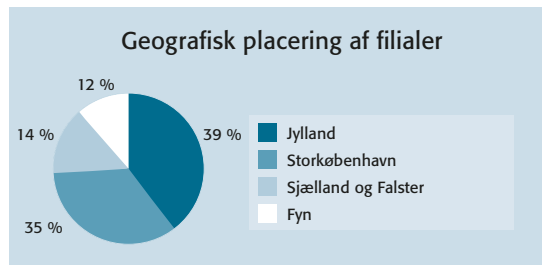 Geografisk placering af filialer
12 %
14 %
39 %
35 %
Jylland
Storkøbenhavn
Sjælland og Falster
Fyn